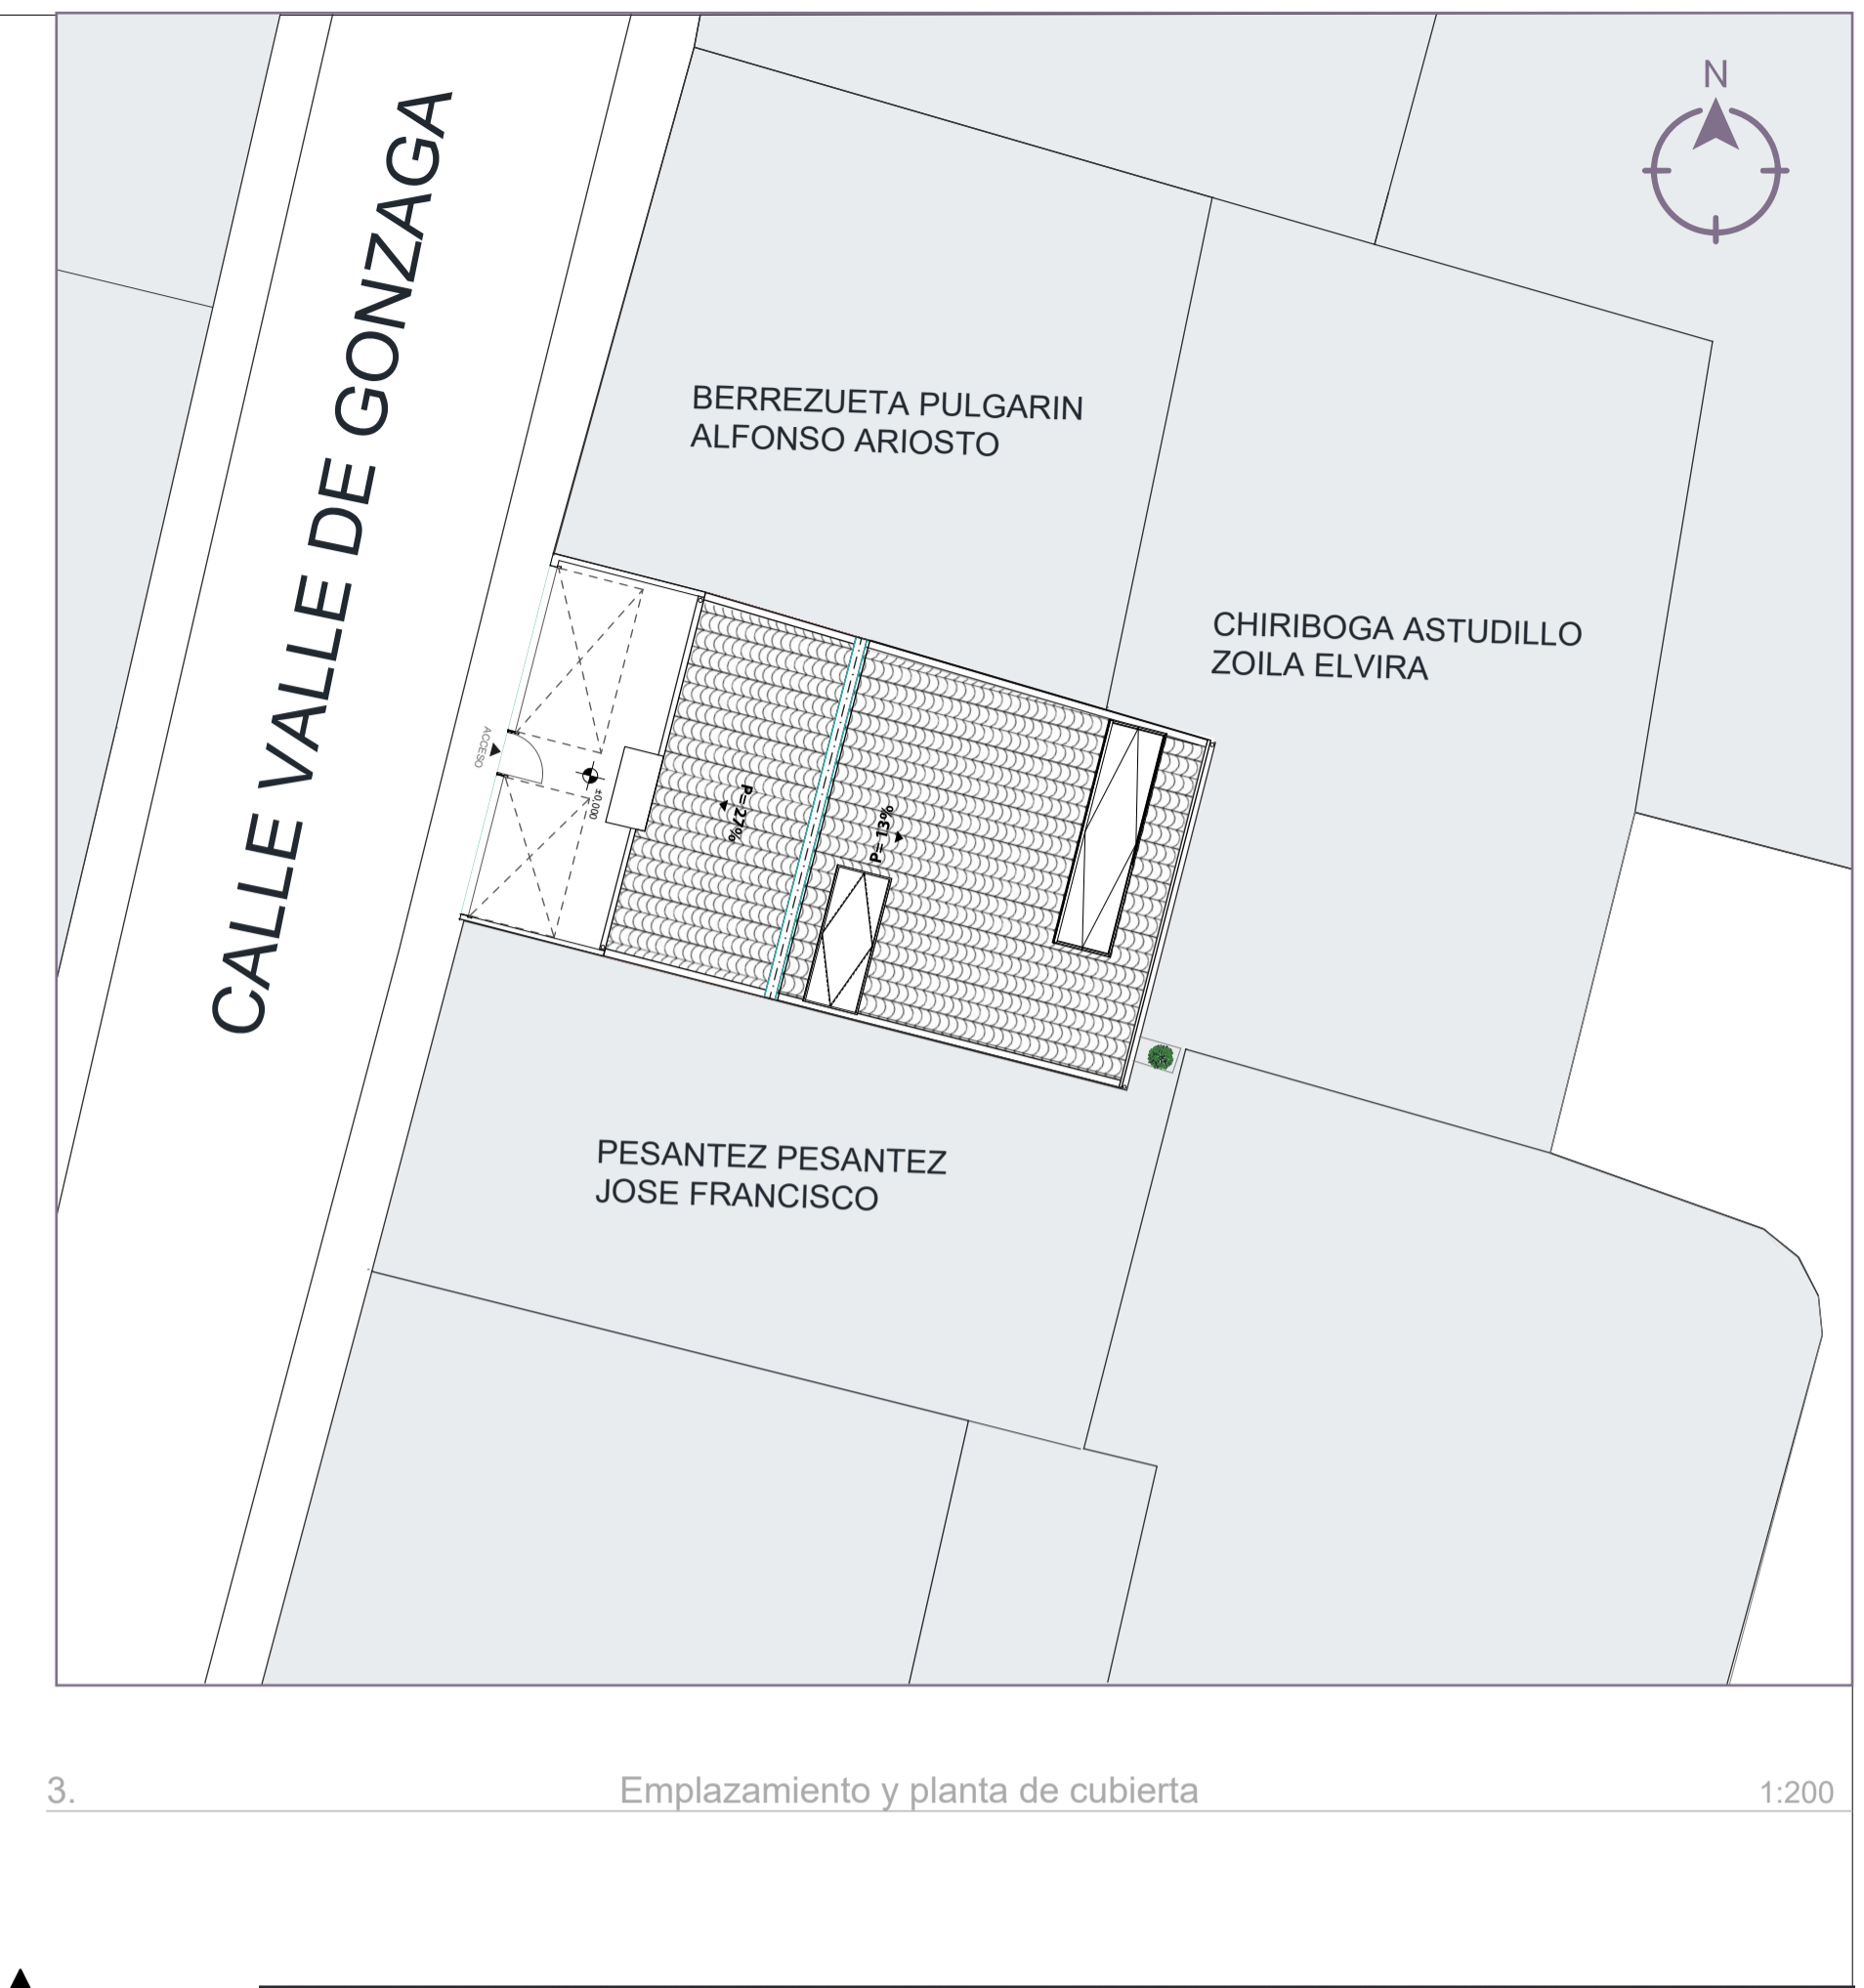 N
CALLE VALLE DE GONZAGA
BERREZUETA PULGARIN
ALFONSO ARIOSTO
CHIRIBOGA ASTUDILLO
ZOILA ELVIRA
ACCESO
±0,000
P= 27%
P= 13%
PESANTEZ PESANTEZ
JOSE FRANCISCO
3.
Emplazamiento y planta de cubierta
1:200